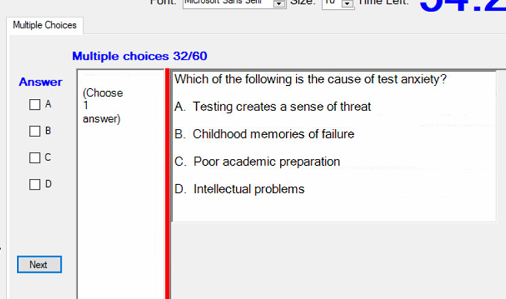 Font: Microsoft Sans Serif Size: 10 Time Left: 54:2
Multiple Choices
Multiple choices 32/60
Answer
A
B
C
D
(Choose
1
answer)
Which of the following is the cause of test anxiety?
A. Testing creates a sense of threat
B. Childhood memories of failure
C. Poor academic preparation
D. Intellectual problems
Next